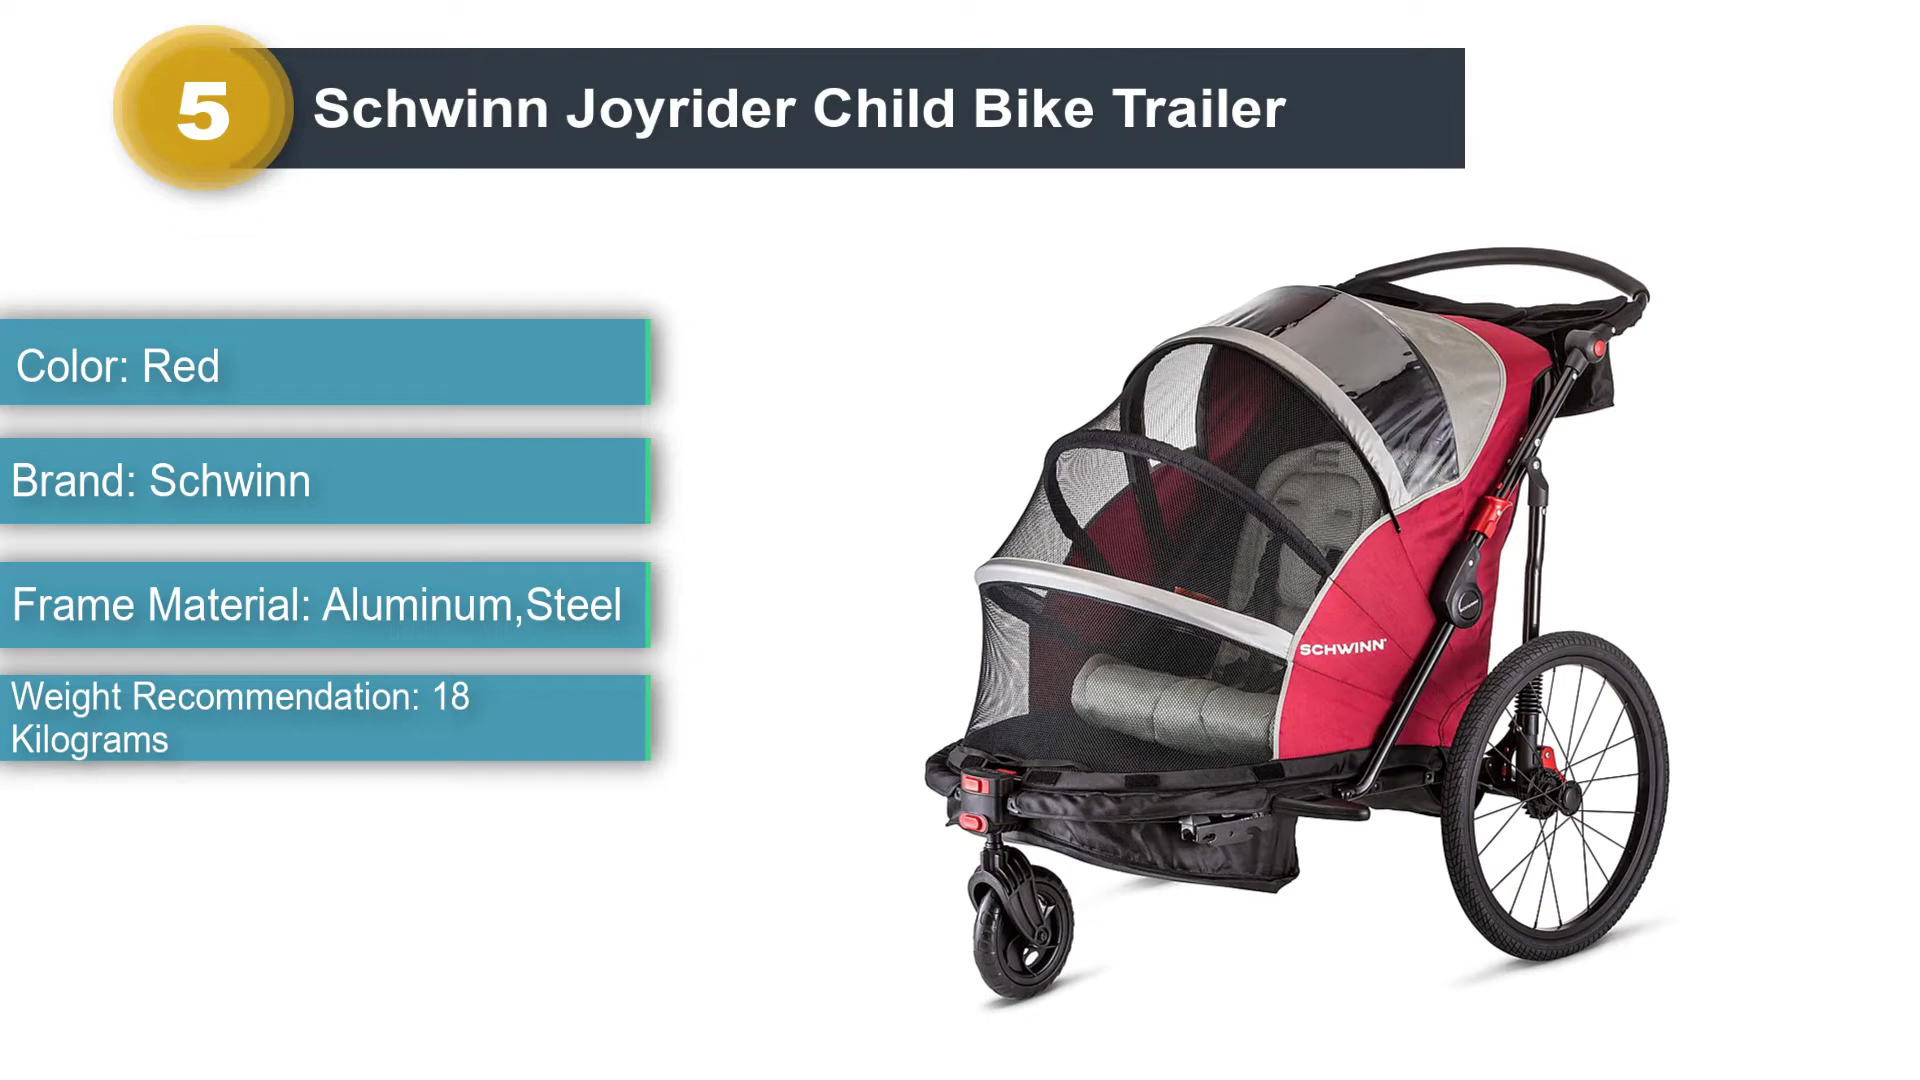 5
Schwinn Joyrider Child Bike Trailer
Color: Red
Brand: Schwinn
Frame Material: Aluminum,Steel
Weight Recommendation: 18
Kilograms
SCHWINN